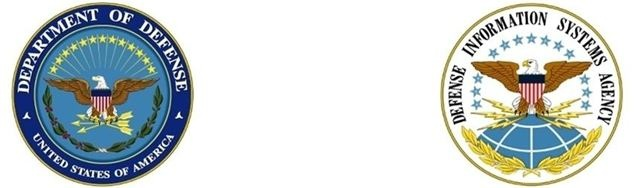 DEPARTMENT OF DEFENSE
UNITED STATES OF AMERICA
DEFENSE INFORMATION SYSTEMS AGENCY